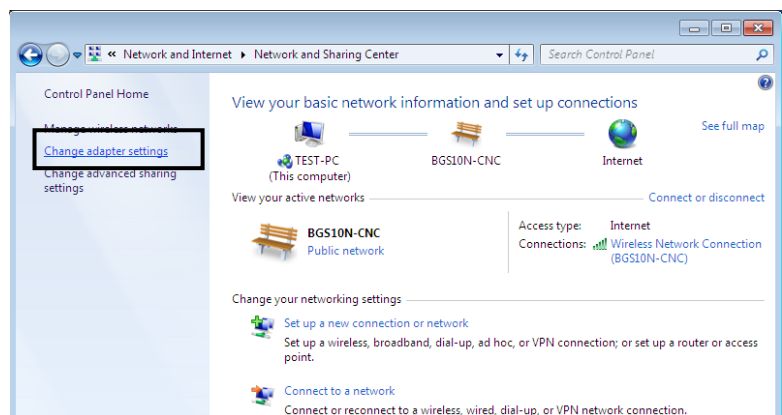 « Network and Internet ▸ Network and Sharing Center
Search Control Panel
Control Panel Home
Manage wireless networks
Change adapter settings
Change advanced sharing
settings
View your basic network information and set up connections
See full map
TEST-PC
(This computer)
BGS10N-CNC
Internet
View your active networks
Connect or disconnect
BGS10N-CNC
Public network
Access type: Internet
Connections: Wireless Network Connection
(BGS10N-CNC)
Change your networking settings
Set up a new connection or network
Set up a wireless, broadband, dial-up, ad hoc, or VPN connection; or set up a router or access
point.
Connect to a network
Connect or reconnect to a wireless, wired, dial-up, or VPN network connection.